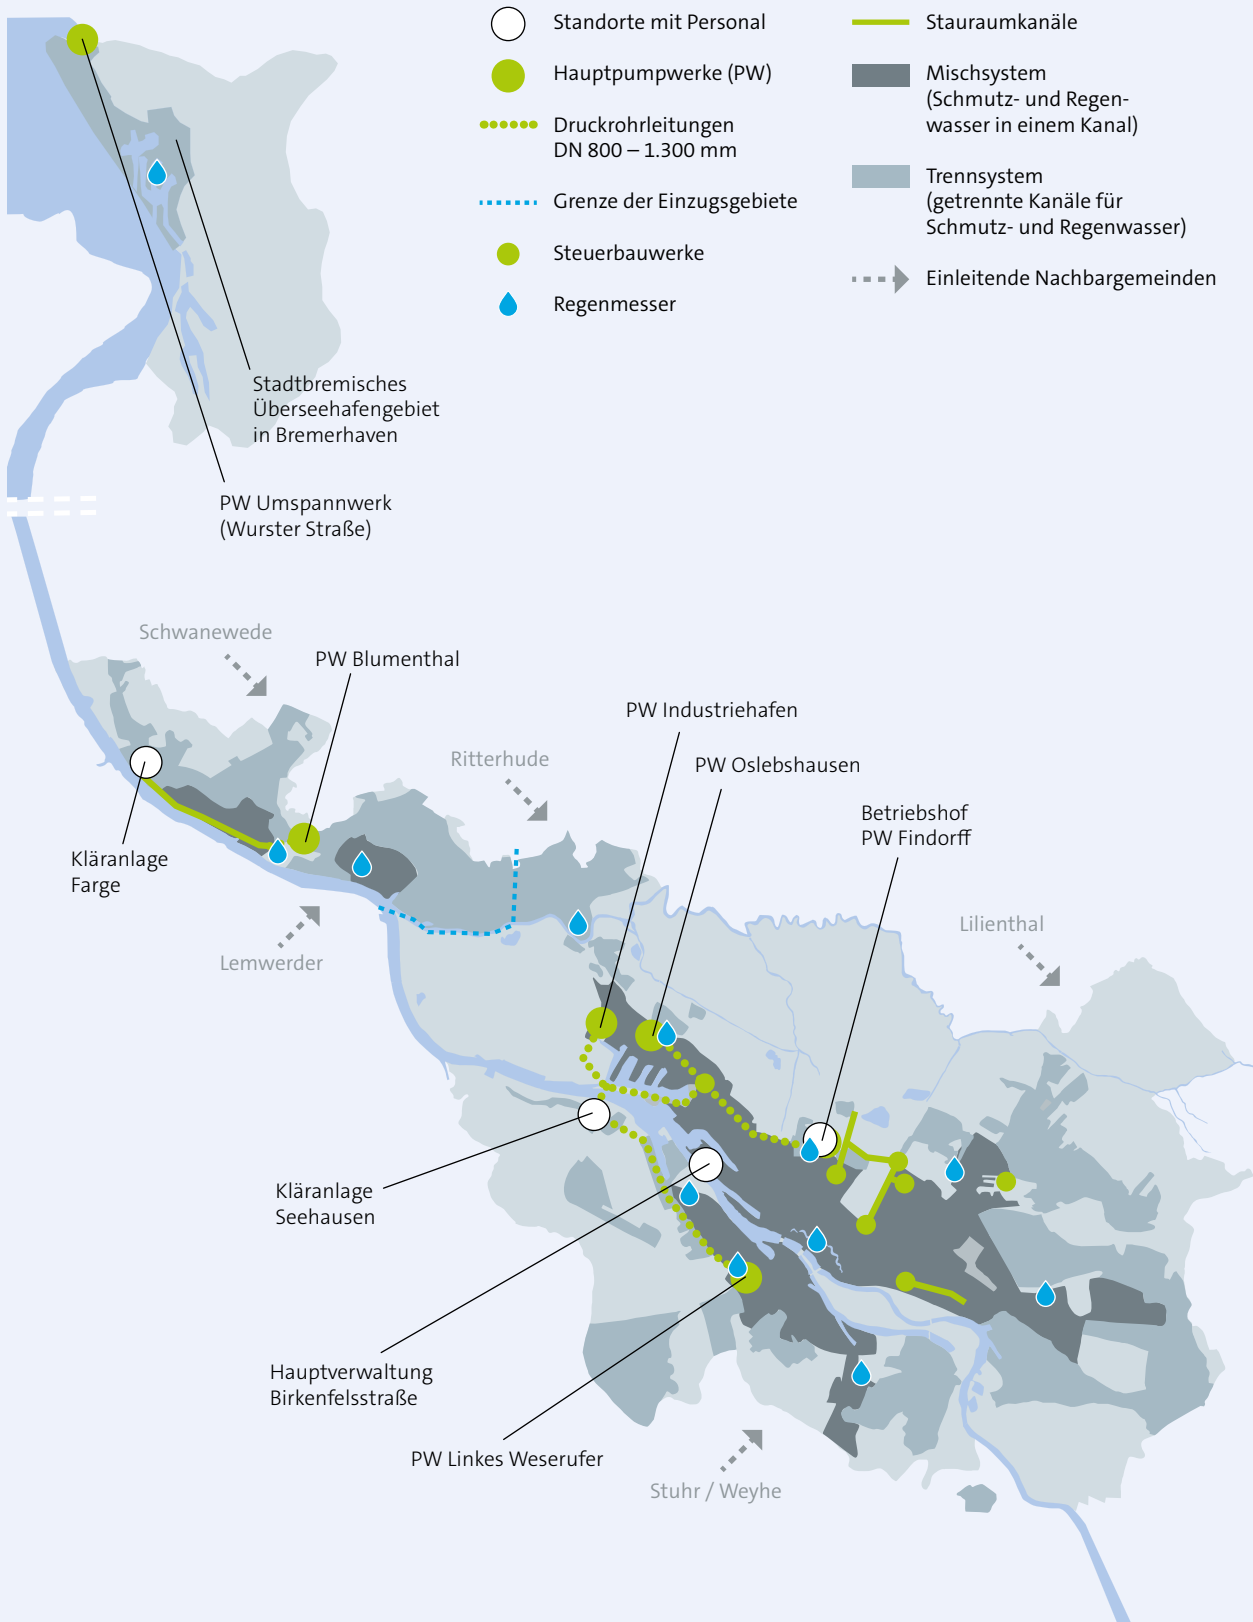 Standorte mit Personal
Hauptpumpwerke (PW)
Druckrohrleitungen
DN 800 – 1.300 mm
Grenze der Einzugsgebiete
Steuerbauwerke
Regenmesser
Stauraumkanäle
Mischsystem
(Schmutz- und Regen-
wasser in einem Kanal)
Trennsystem
(getrennte Kanäle für
Schmutz- und Regenwasser)
Einleitende Nachbargemeinden
Stadtbremisches
Überseehafengebiet
in Bremerhaven
PW Umspannwerk
(Wurster Straße)
Schwanewede
PW Blumenthal
PW Industriehafen
Ritterhude
PW Oslebshausen
Betriebshof
PW Findorff
Kläranlage
Farge
Lilienthal
Lemwerder
Kläranlage
Seehausen
Hauptverwaltung
Birkenfelsstraße
PW Linkes Weserufer
Stuhr / Weyhe